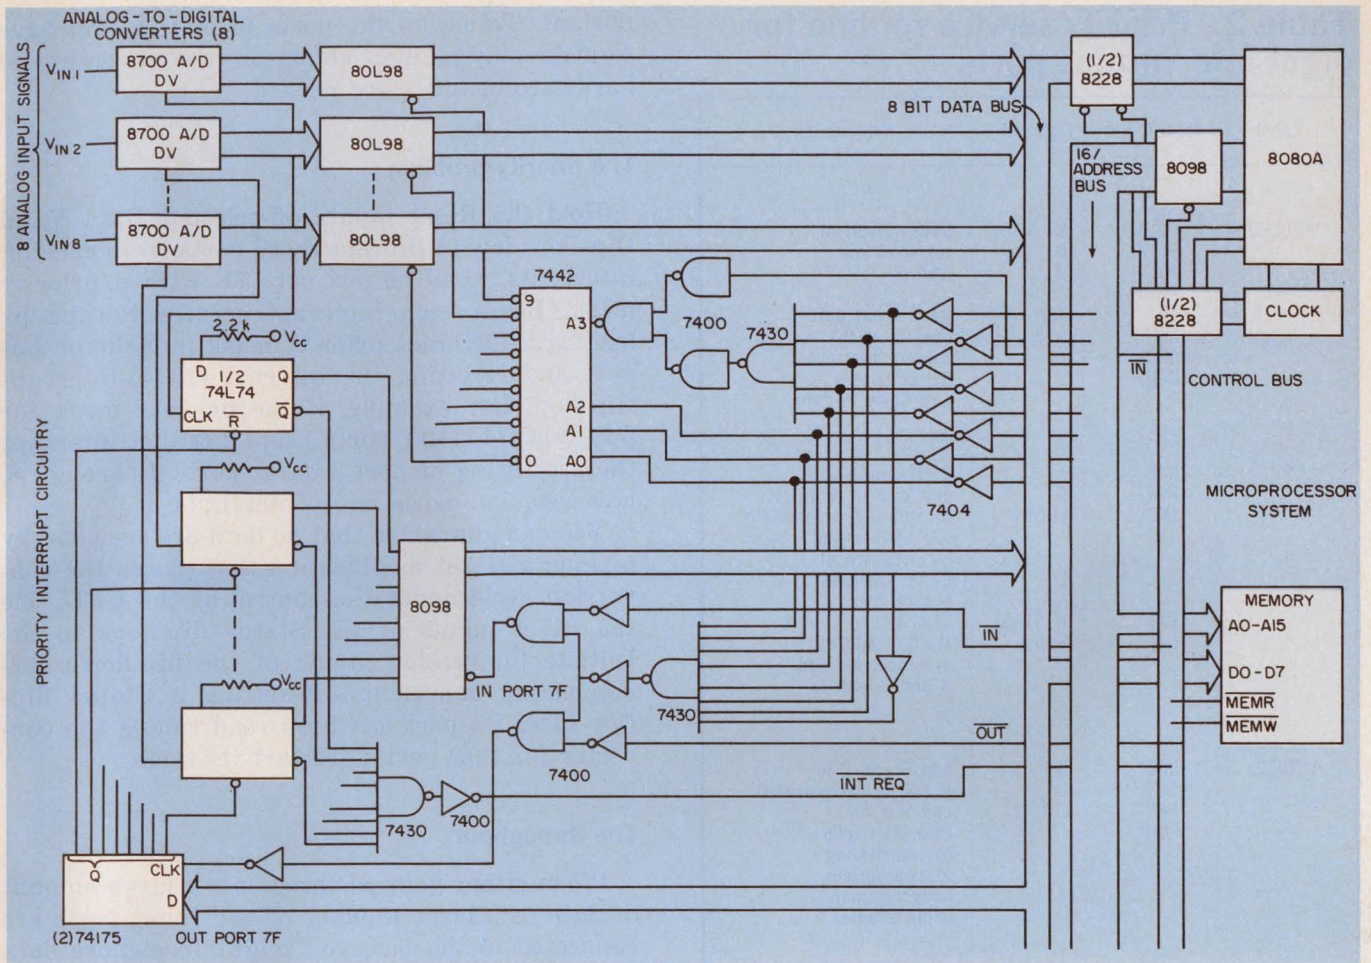 ANALOG-TO-DIGITAL
CONVERTERS (8)
8 ANALOG INPUT SIGNALS
VIN 1
8700 A/D
DV
80L98
VIN 2
8700 A/D
DV
80L98
VIN 8
8700 A/D
DV
80L98
(1/2)
8228
8 BIT DATA BUS
16/
ADDRESS
BUS
8098
8080A
(1/2)
8228
CLOCK
IN
CONTROL BUS
7442
9
A3
A2
A1
0
A0
7400
7430
7404
2.2k
Vcc
D
1/2
74L74
Q
Q
CLK
R
Vcc
Vcc
PRIORITY INTERRUPT CIRCUITRY
8098
IN PORT 7F
7430
7400
IN
OUT
INT REQ
MICROPROCESSOR
SYSTEM
MEMORY
A0-A15
D0-D7
MEMR
MEMW
7430
7400
Q
CLK
D
(2)74175
OUT PORT 7F